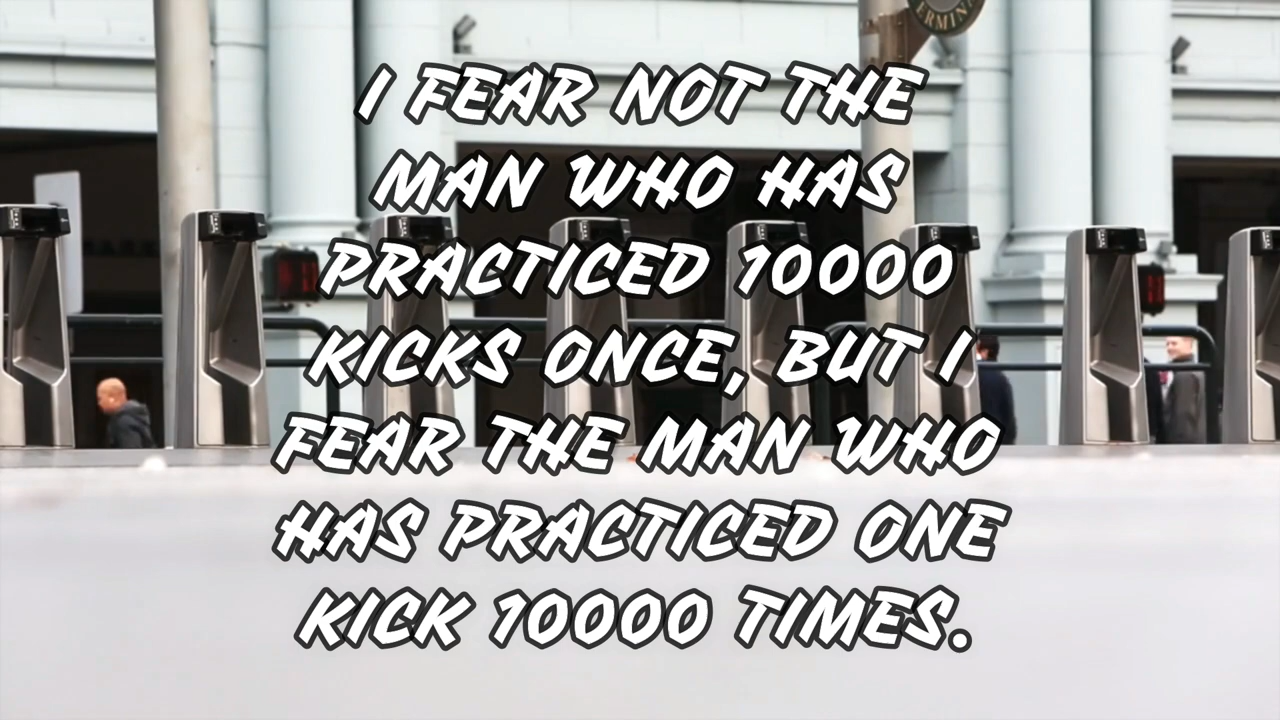 ERMINA
I FEAR NOT THE
MAN WHO HAS
PRACTICED 10000
KICKS ONCE, BUT I
FEAR THE MAN WHO
HAS PRACTICED ONE
KICK 10000 TIMES.